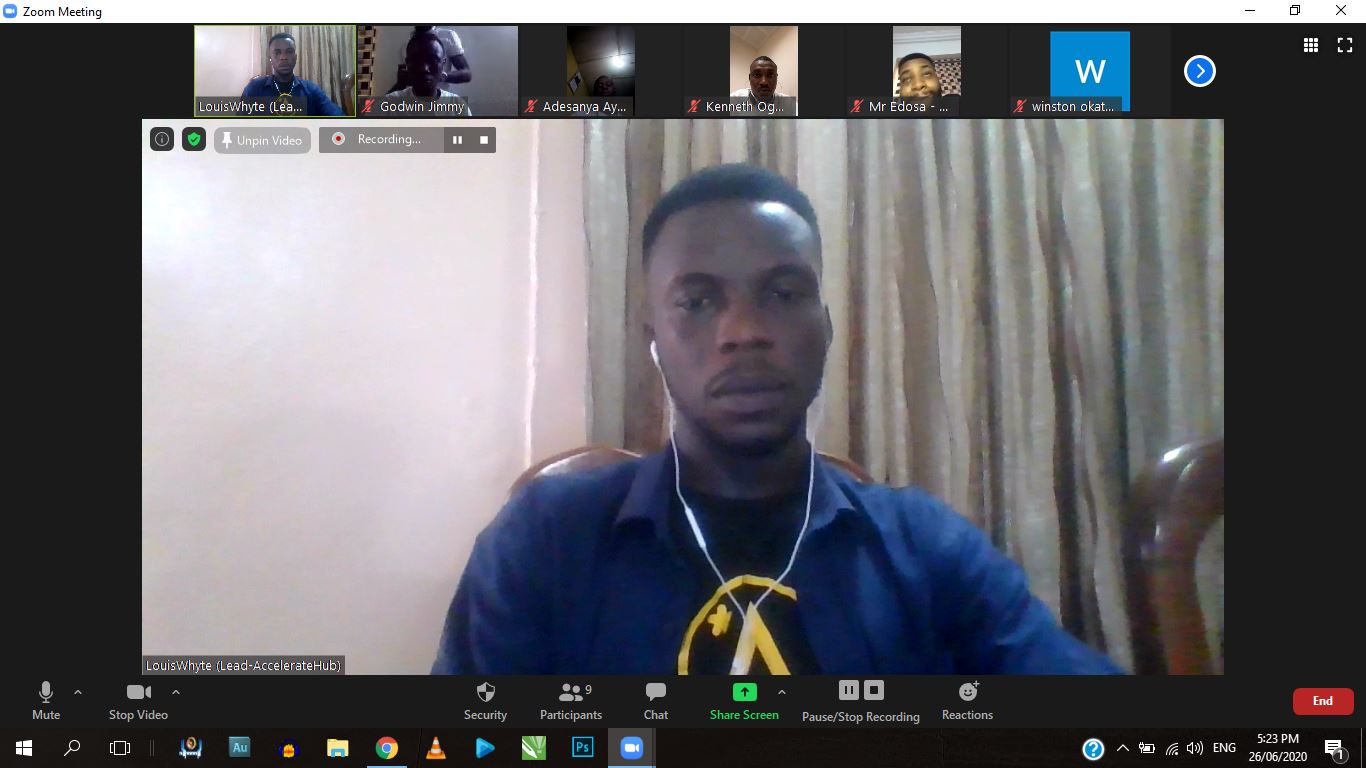 Zoom Meeting
LouisWhyte (Lea...
Godwin Jimmy
Adesanya Ay...
Kenneth Og...
Mr Edosa - ...
W
winston okat...
Unpin Video
Recording...
LouisWhyte (Lead-AccelerateHub)
Mute
Stop Video
Security
Participants
9
Chat
Share Screen
Pause/Stop Recording
Reactions
End
Au
Ps
ENG
5:23 PM
26/06/2020
1